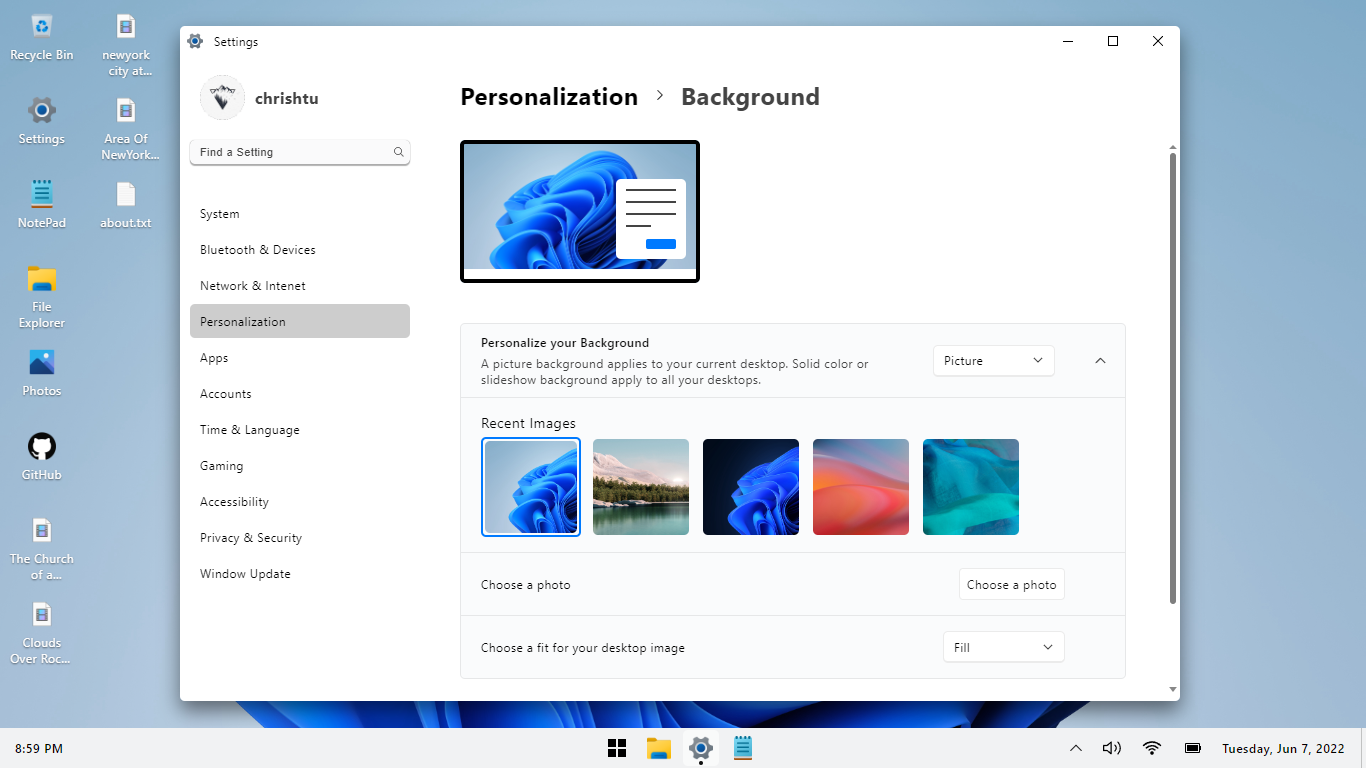 Recycle Bin
newyork
city at...
Settings
Area Of
NewYork...
NotePad
about.txt
File
Explorer
Photos
GitHub
The Church
of a...
Clouds
Over Roc...
Settings
chrishtu
Find a Setting
System
Bluetooth & Devices
Network & Intenet
Personalization
Apps
Accounts
Time & Language
Gaming
Accessibility
Privacy & Security
Window Update
Personalization > Background
Personalize your Background
A picture background applies to your current desktop. Solid color or
slideshow background apply to all your desktops.
Picture
Recent Images
Choose a photo
Choose a photo
Choose a fit for your desktop image
Fill
8:59 PM
Tuesday, Jun 7, 2022